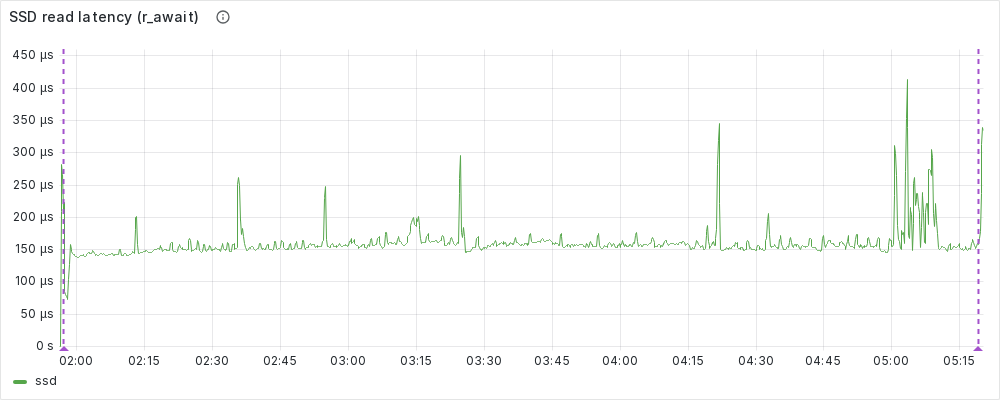 SSD read latency (r_await)
450 µs
400 µs
350 µs
300 µs
250 µs
200 µs
150 µs
100 µs
50 µs
0 s
02:00 02:15 02:30 02:45 03:00 03:15 03:30 03:45 04:00 04:15 04:30 04:45 05:00 05:15
ssd